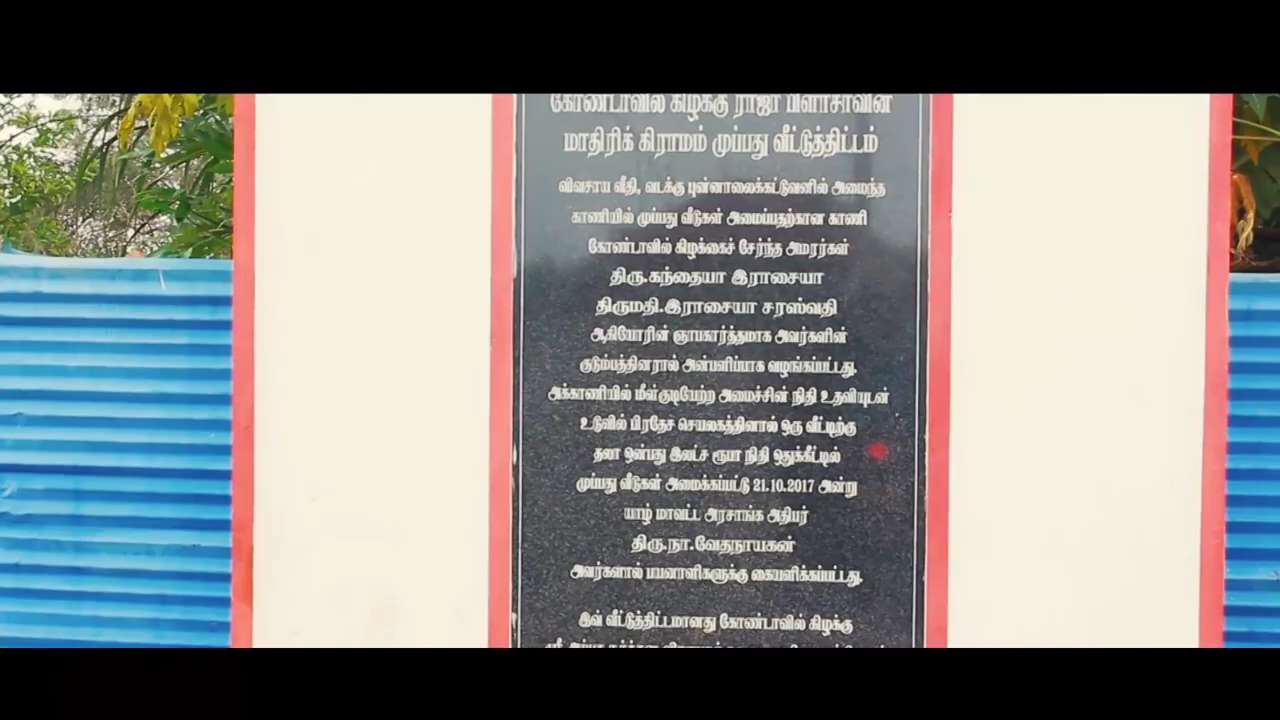 கோண்டாவில் கிழக்கு ராஜா பிளாசாவின்
மாதிரிக் கிராமம் முப்பது வீட்டுத்திட்டம்
விவசாய வீதி, வடக்கு புன்னாலைக்கட்டுவனில் அமைந்த
காணியில் முப்பது வீடுகள் அமைப்பதற்கான காணி
கோண்டாவில் கிழக்கைச் சேர்ந்த அமரர்கள்
திரு.கந்தையா இராசையா
திருமதி.இராசையா சரஸ்வதி
ஆகியோரின் ஞாபகார்த்தமாக அவர்களின்
குடும்பத்தினரால் அன்பளிப்பாக வழங்கப்பட்டது.
அக்காணியில் மீள்குடியேற்ற அமைச்சின் நிதி உதவியுடன்
உடுவில் பிரதேச செயலகத்தினால் ஒரு வீட்டிற்கு
தலா ஒன்பது இலட்ச ரூபா நிதி ஒதுக்கீட்டில்
முப்பது வீடுகள் அமைக்கப்பட்டு 21.10.2017 அன்று
யாழ் மாவட்ட அரசாங்க அதிபர்
திரு.நா.வேதநாயகன்
அவர்களால் பயனாளிகளுக்கு கையளிக்கப்பட்டது.
இவ் வீட்டுத்திட்டமானது கோண்டாவில் கிழக்கு